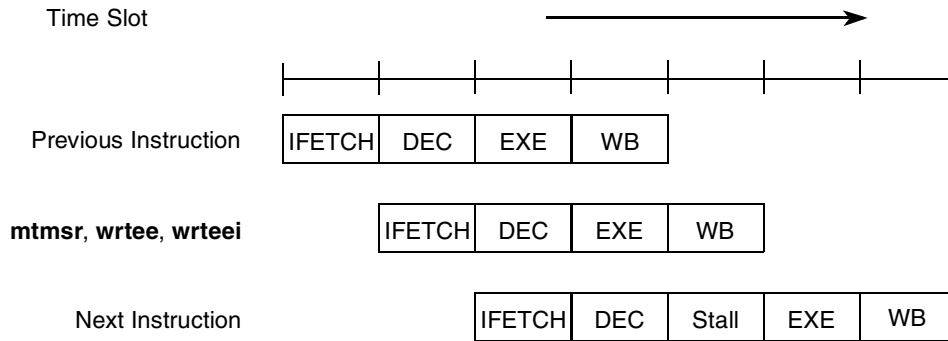 Time Slot
Previous Instruction IFETCH DEC EXE WB
mtmsr, wrtee, wrteei IFETCH DEC EXE WB
Next Instruction IFETCH DEC Stall EXE WB